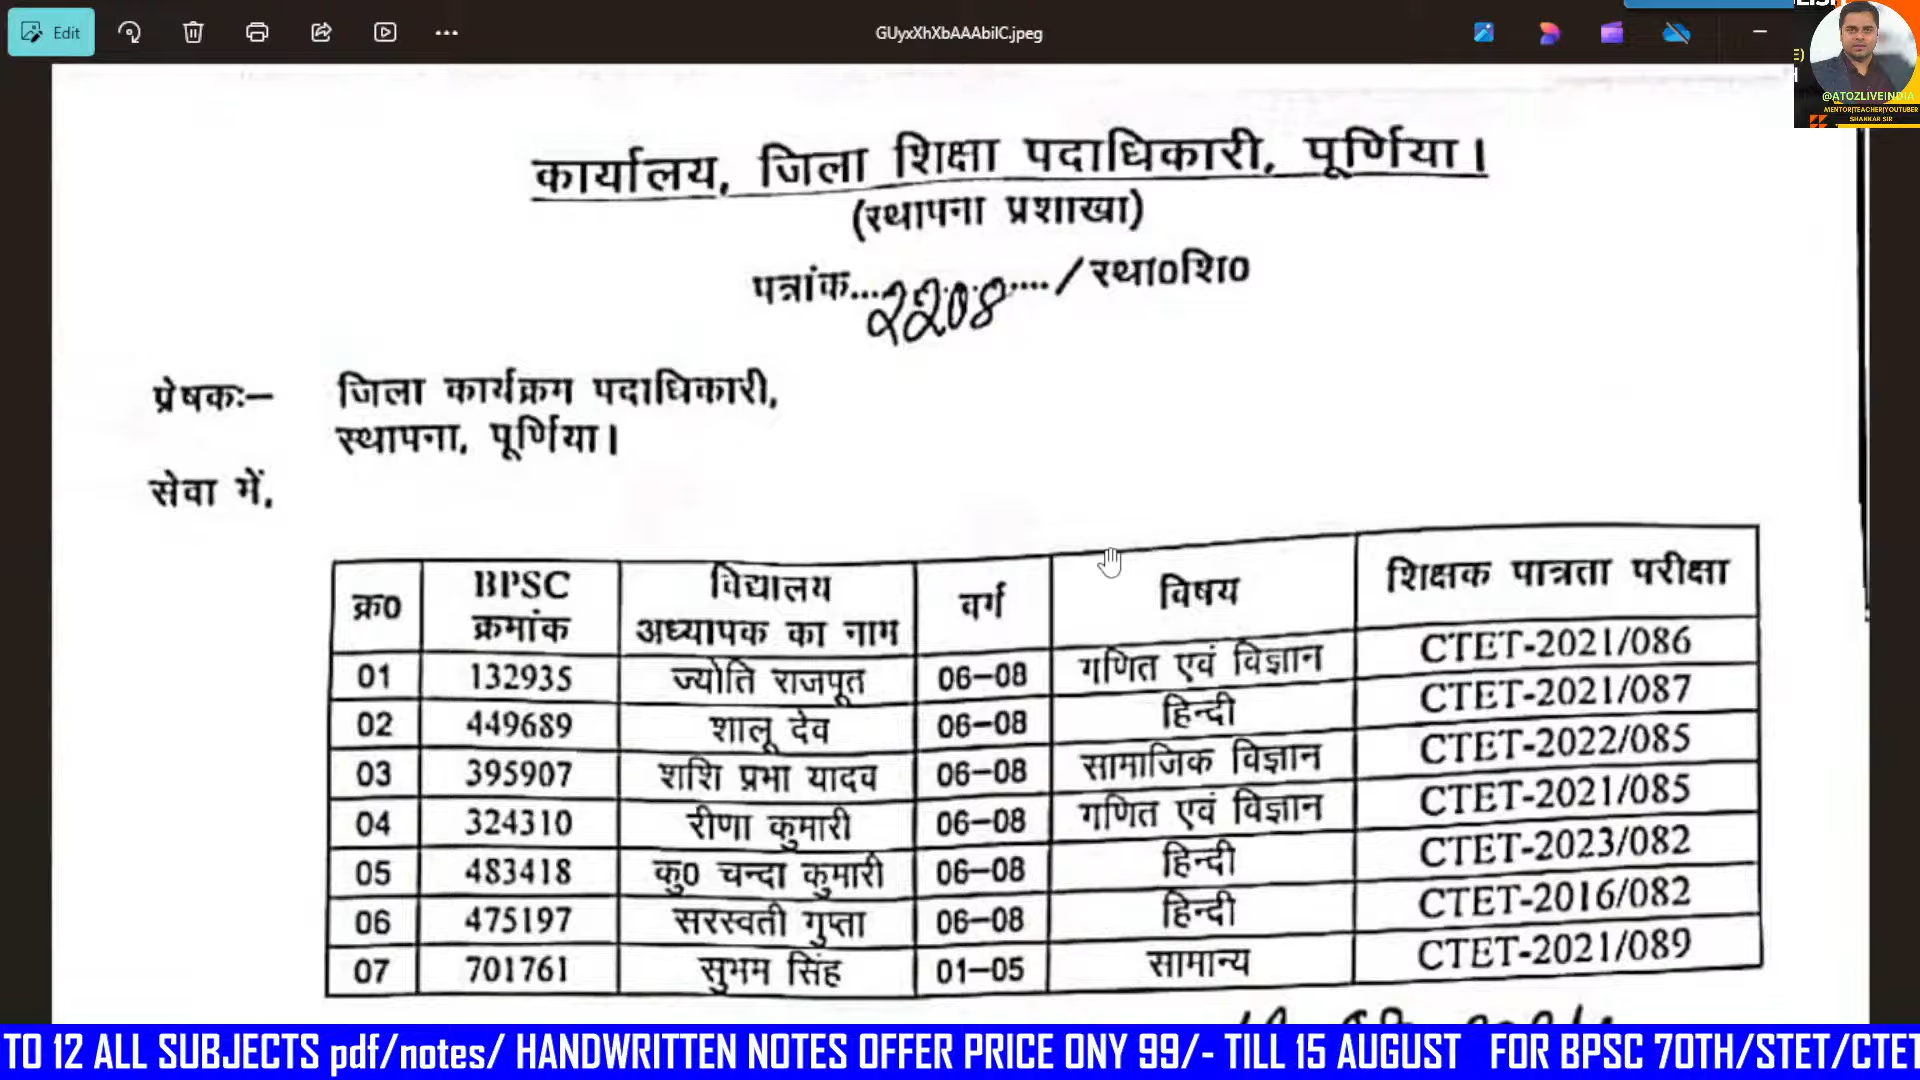 Edit
GUyxXhXbAAAbilC.jpeg
@ATOZLIVEINDIA
MENTOR|TEACHER|YOUTUBER
SHANKAR SIR
कार्यालय, जिला शिक्षा पदाधिकारी, पूर्णिया।
(स्थापना प्रशाखा)
पत्रांक...2208..../स्था0शि0
प्रेषकः– जिला कार्यक्रम पदाधिकारी,
स्थापना, पूर्णिया।
सेवा में,
क्र0 BPSC क्रमांक विद्यालय अध्यापक का नाम वर्ग विषय शिक्षक पात्रता परीक्षा
01 132935 ज्योति राजपूत 06–08 गणित एवं विज्ञान CTET-2021/086
02 449689 शालू देव 06–08 हिन्दी CTET-2021/087
03 395907 शशि प्रभा यादव 06–08 सामाजिक विज्ञान CTET-2022/085
04 324310 रीणा कुमारी 06–08 गणित एवं विज्ञान CTET-2021/085
05 483418 कु0 चन्दा कुमारी 06–08 हिन्दी CTET-2023/082
06 475197 सरस्वती गुप्ता 06–08 हिन्दी CTET-2016/082
07 701761 सुभम सिंह 01–05 सामान्य CTET-2021/089
TO 12 ALL SUBJECTS pdf/notes/ HANDWRITTEN NOTES OFFER PRICE ONY 99/- TILL 15 AUGUST FOR BPSC 70TH/STET/CTET